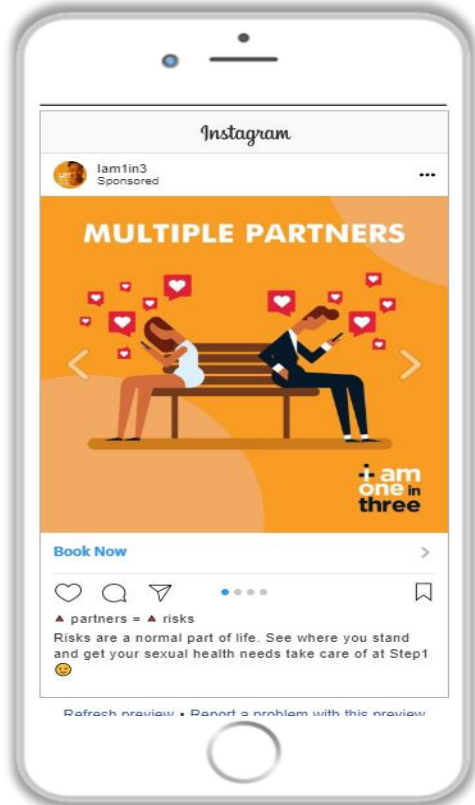 Instagram
Iam1in3
Sponsored
MULTIPLE PARTNERS
i am
one in
three
Book Now
▲ partners = ▲ risks
Risks are a normal part of life. See where you stand
and get your sexual health needs take care of at Step1
Refresh preview • Report a problem with this preview